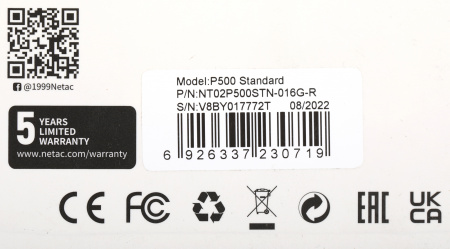 @1999Netac
Model:P500 Standard
P/N:NT02P500STN-016G-R
S/N:V8BY017772T 08/2022
6 926337 230719
5 YEARS
LIMITED
WARRANTY
www.netac.com/warranty
CE FC EAC UK
CA